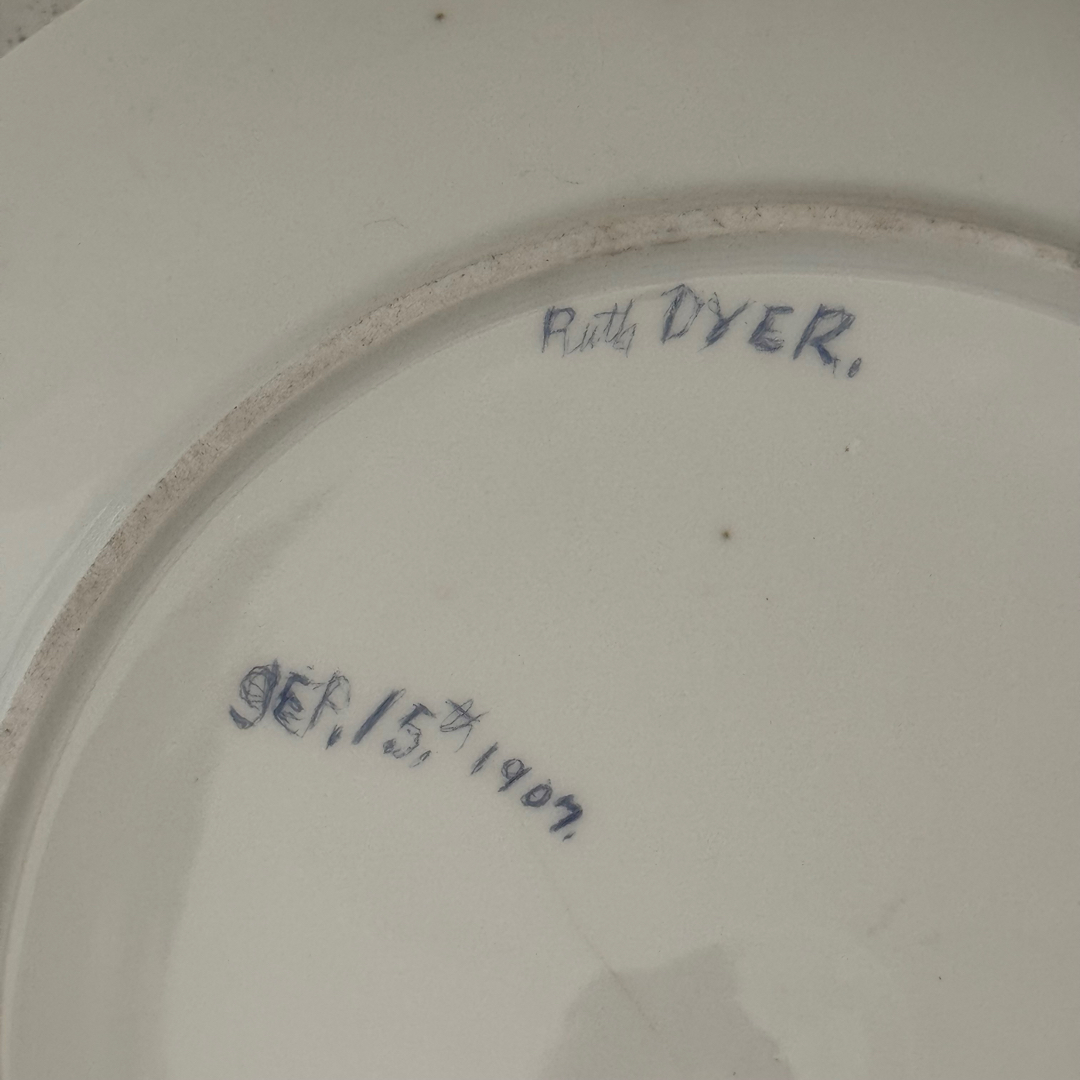 Ruth DYER.
SEP. 15th 1907.